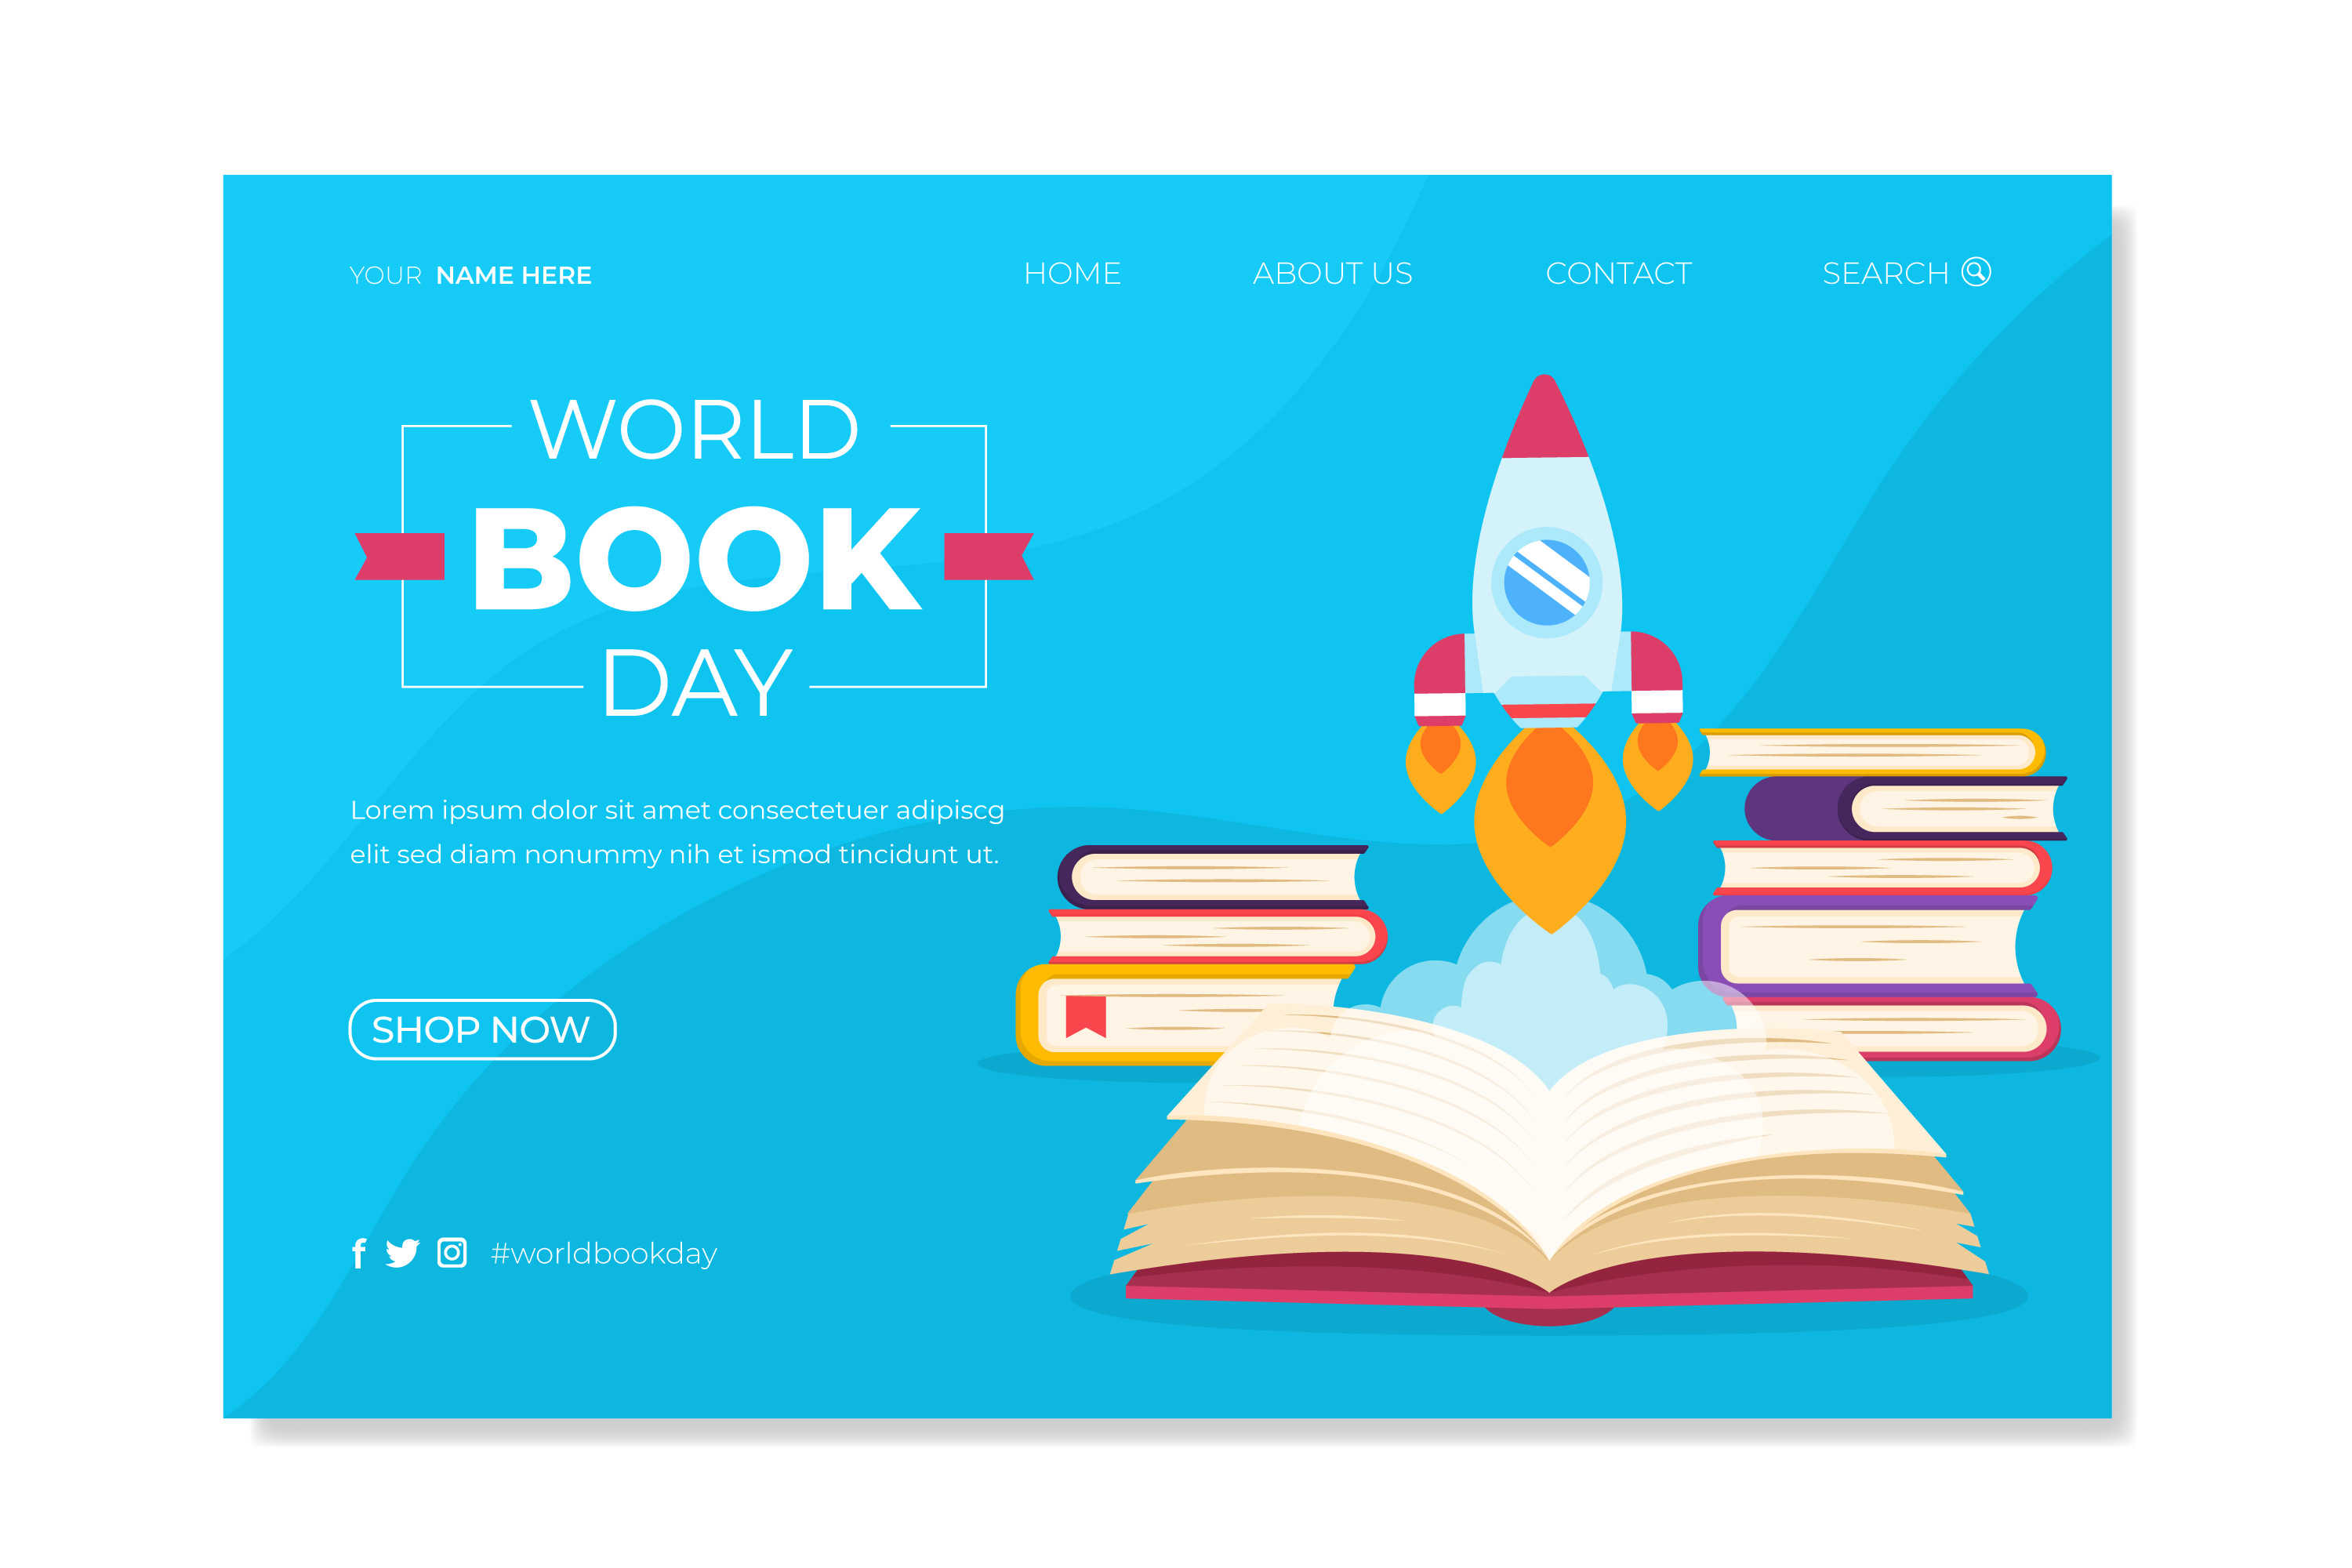 YOUR NAME HERE
HOME
ABOUT US
CONTACT
SEARCH
WORLD
BOOK
DAY
Lorem ipsum dolor sit amet consectetuer adipiscg
elit sed diam nonummy nih et ismod tincidunt ut.
SHOP NOW
#worldbookday